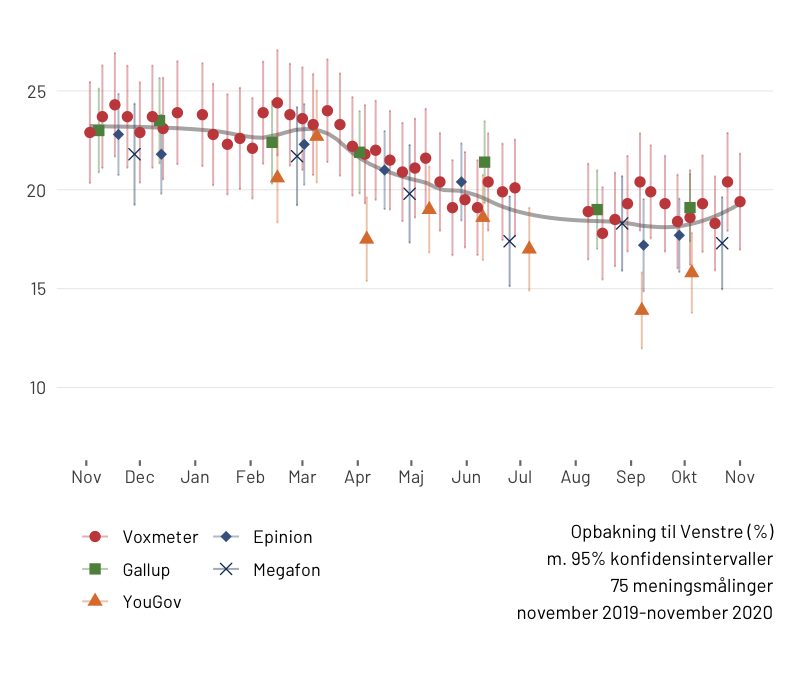 25
20
15
10
Nov Dec Jan Feb Mar Apr Maj Jun Jul Aug Sep Okt Nov
Voxmeter Epinion
Gallup Megafon
YouGov
Opbakning til Venstre (%)
m. 95% konfidensintervaller
75 meningsmålinger
november 2019-november 2020